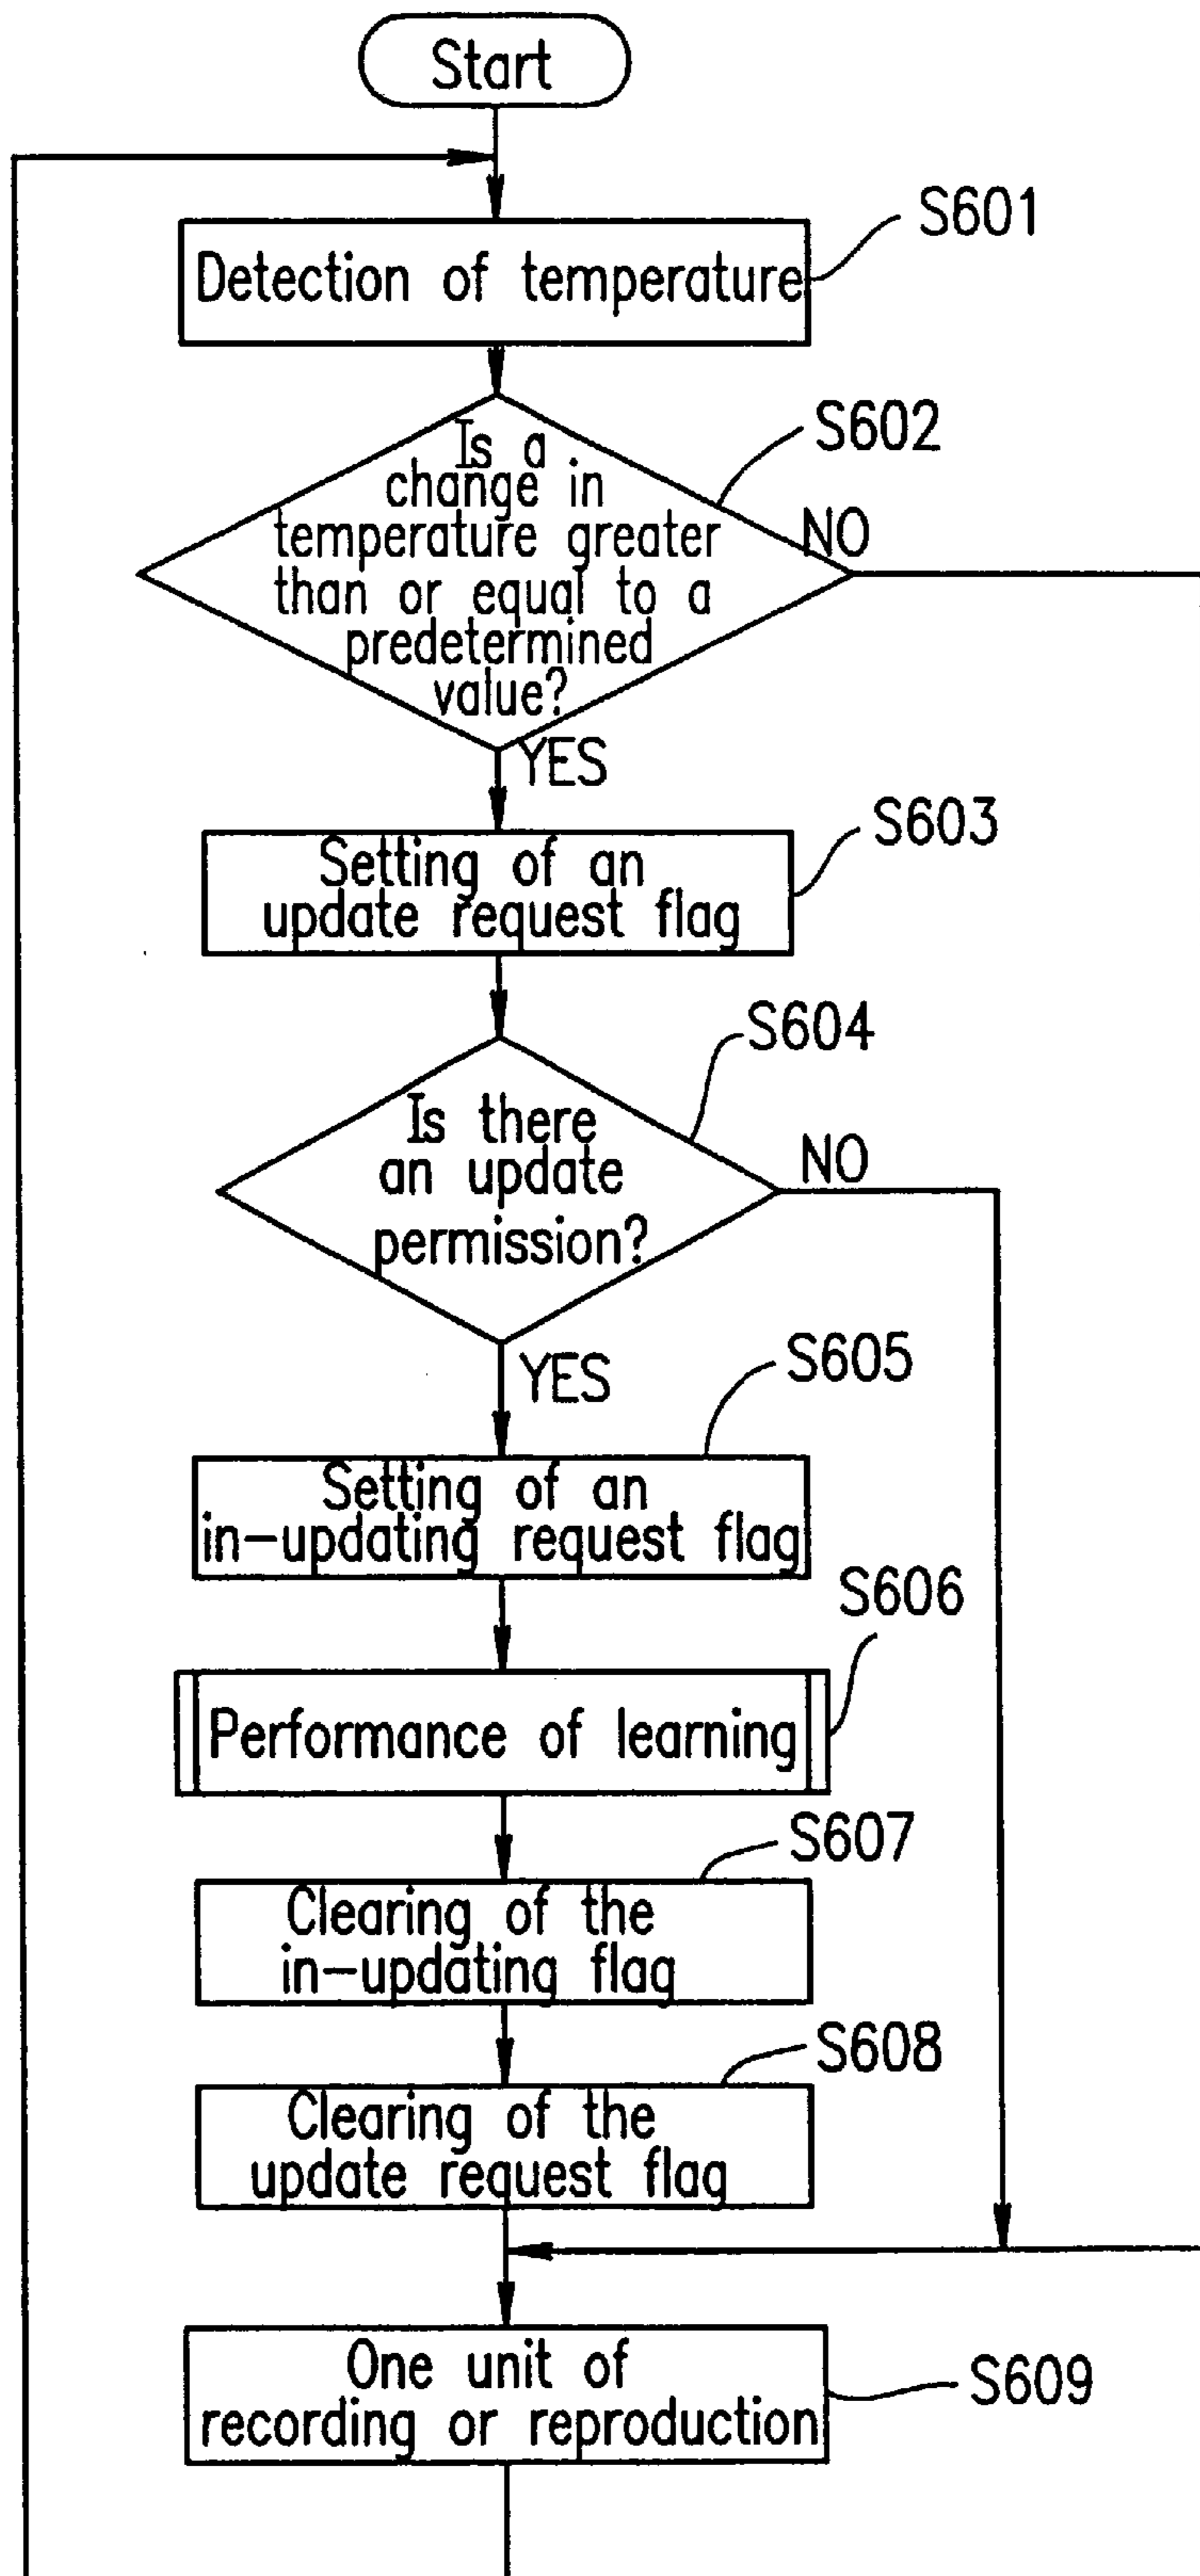 Start
S601
Detection of temperature
S602
Is a
change in
temperature greater
than or equal to a
predetermined
value?
NO
YES
S603
Setting of an
update request flag
S604
Is there
an update
permission?
NO
YES
S605
Setting of an
in-updating request flag
S606
Performance of learning
S607
Clearing of the
in-updating flag
S608
Clearing of the
update request flag
One unit of
recording or reproduction
S609